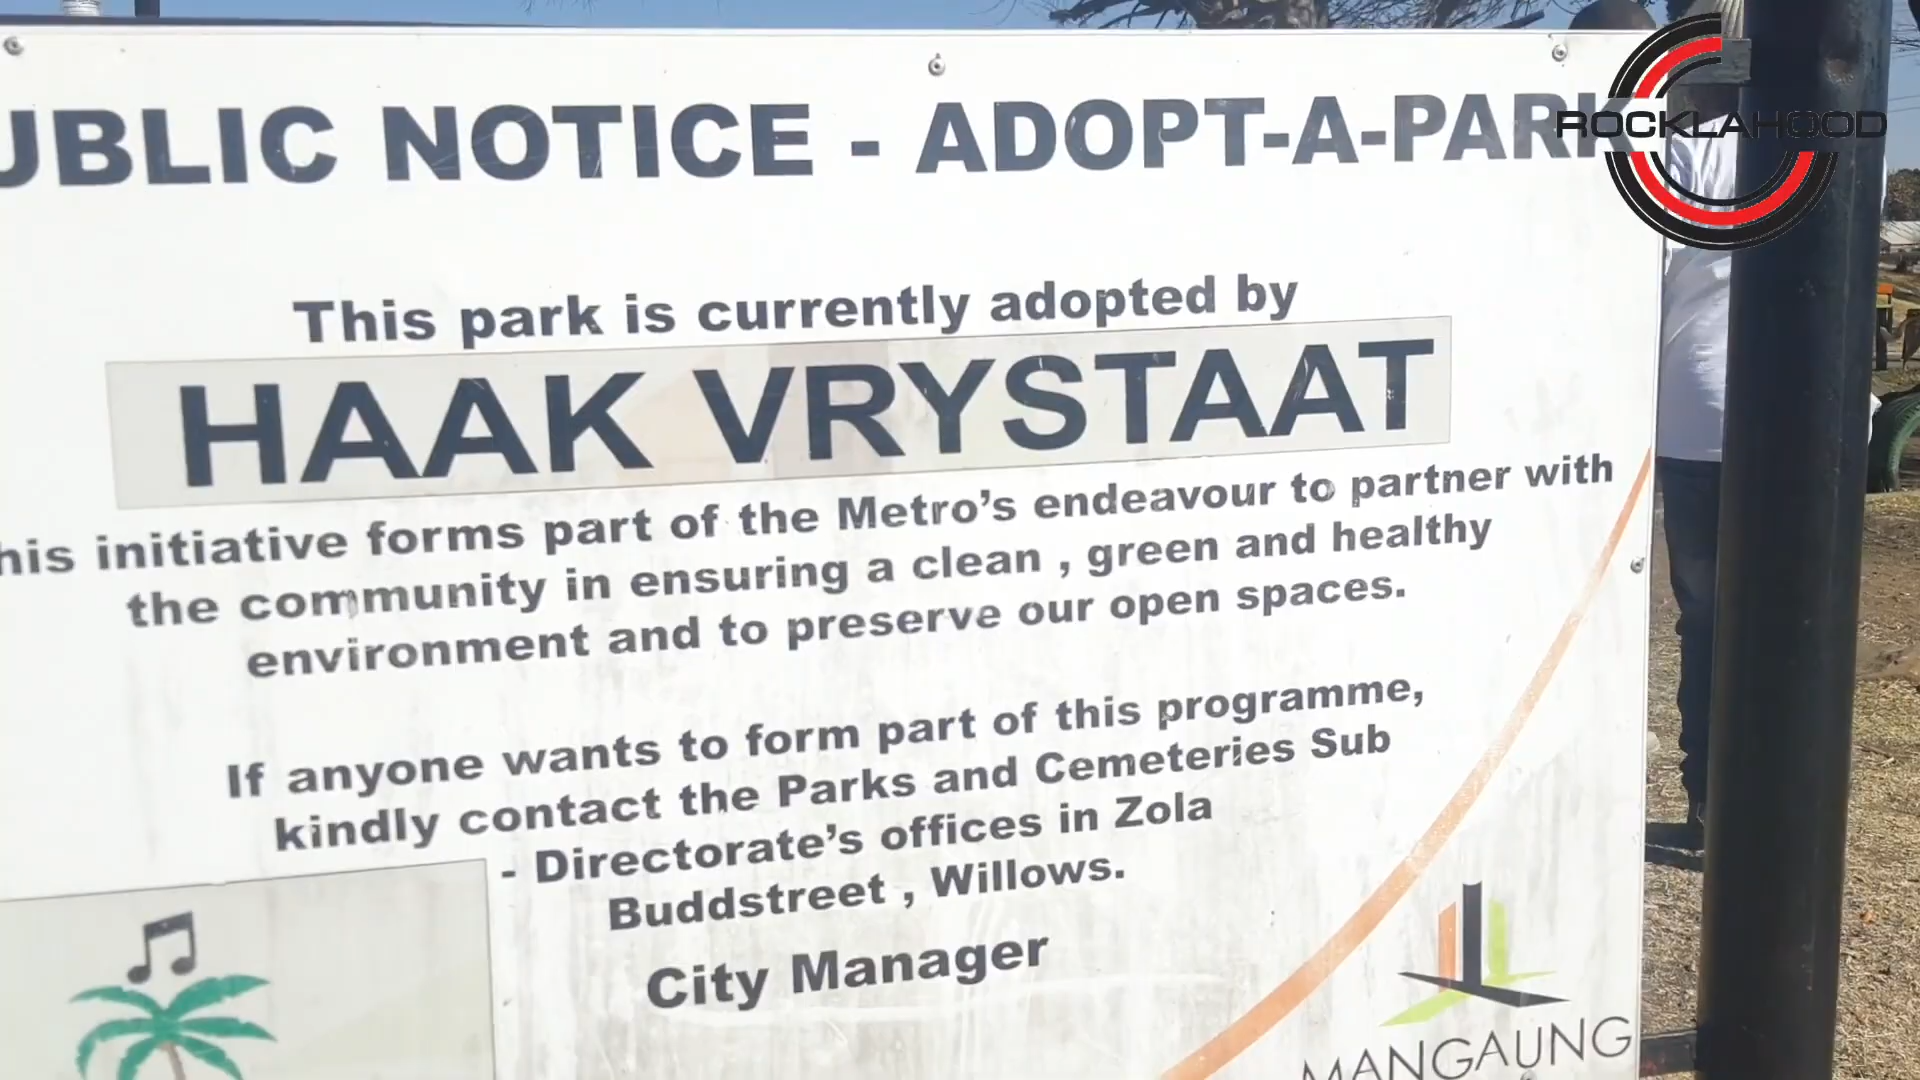 UBLIC NOTICE - ADOPT-A-PARK
ROCKLAHOOD
This park is currently adopted by
HAAK VRYSTAAT
his initiative forms part of the Metro's endeavour to partner with
the community in ensuring a clean , green and healthy
environment and to preserve our open spaces.
If anyone wants to form part of this programme,
kindly contact the Parks and Cemeteries Sub
- Directorate's offices in Zola
Buddstreet , Willows.
City Manager
MANGAUNG